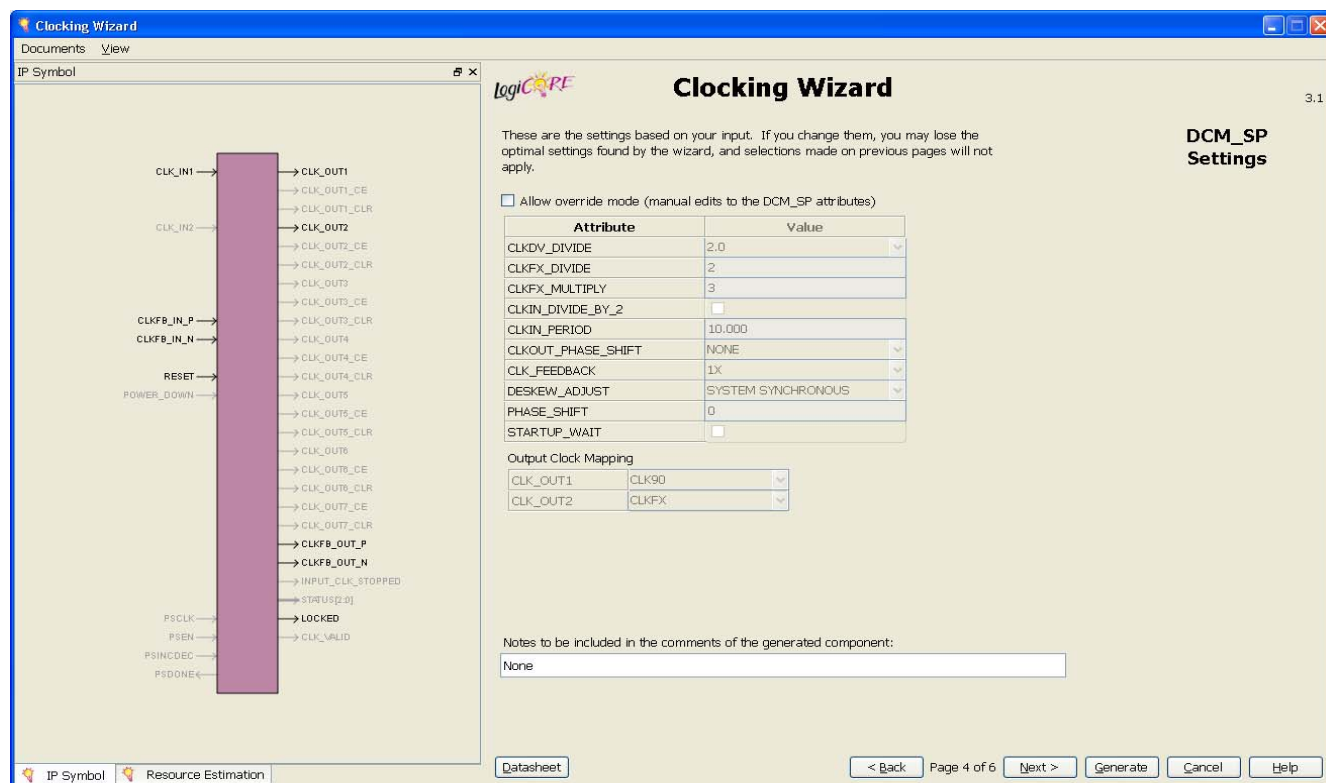 Clocking Wizard
Documents View
IP Symbol
CLK_IN1
CLK_IN2
CLKFB_IN_P
CLKFB_IN_N
RESET
POWER_DOWN
PSCLK
PSEN
PSINCDEC
PSDONE
CLK_OUT1
CLK_OUT1_CE
CLK_OUT1_CLR
CLK_OUT2
CLK_OUT2_CE
CLK_OUT2_CLR
CLK_OUT3
CLK_OUT3_CE
CLK_OUT3_CLR
CLK_OUT4
CLK_OUT4_CE
CLK_OUT4_CLR
CLK_OUT5
CLK_OUT5_CE
CLK_OUT5_CLR
CLK_OUT6
CLK_OUT6_CE
CLK_OUT6_CLR
CLK_OUT7_CE
CLK_OUT7_CLR
CLKFB_OUT_P
CLKFB_OUT_N
INPUT_CLK_STOPPED
STATUS[2:0]
LOCKED
CLK_VALID
IP Symbol Resource Estimation
LogiCORE
Clocking Wizard
3.1
These are the settings based on your input. If you change them, you may lose the
optimal settings found by the wizard, and selections made on previous pages will not
apply.
DCM_SP
Settings
Allow override mode (manual edits to the DCM_SP attributes)
Attribute Value
CLKDV_DIVIDE 2.0
CLKFX_DIVIDE 2
CLKFX_MULTIPLY 3
CLKIN_DIVIDE_BY_2
CLKIN_PERIOD 10.000
CLKOUT_PHASE_SHIFT NONE
CLK_FEEDBACK 1X
DESKEW_ADJUST SYSTEM SYNCHRONOUS
PHASE_SHIFT 0
STARTUP_WAIT
Output Clock Mapping
CLK_OUT1 CLK90
CLK_OUT2 CLKFX
Notes to be included in the comments of the generated component:
None
Datasheet < Back Page 4 of 6 Next > Generate Cancel Help